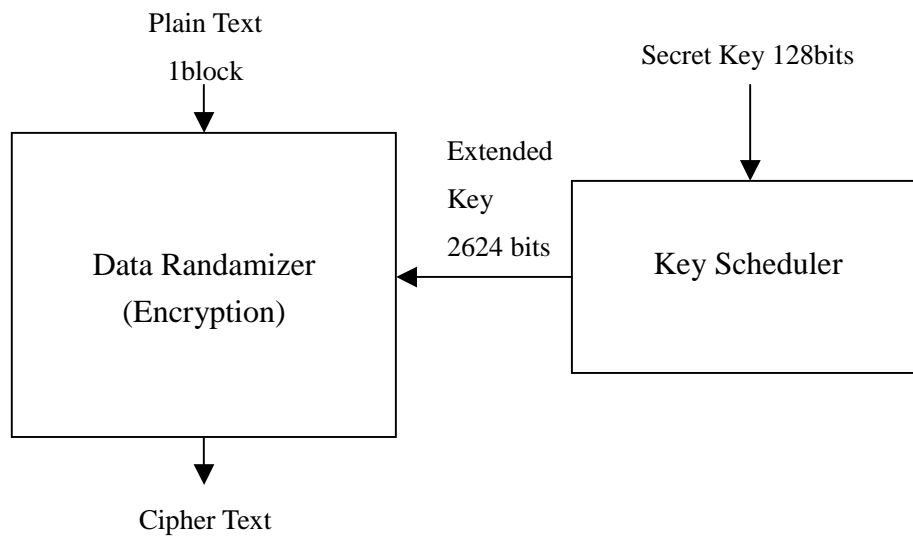 Plain Text
1block
Secret Key 128bits
Extended
Key
2624 bits
Data Randamizer
(Encryption)
Key Scheduler
Cipher Text